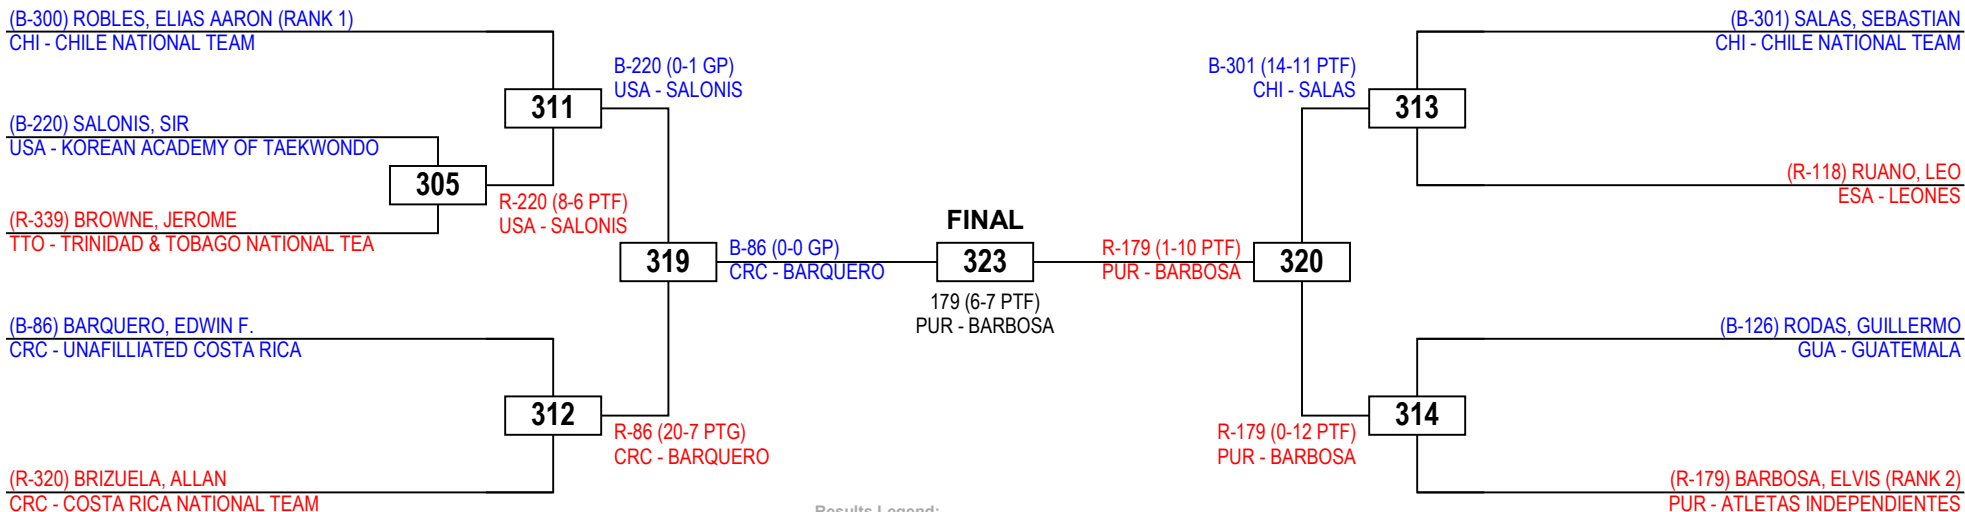 (B-300) ROBLES, ELIAS AARON (RANK 1)
CHI - CHILE NATIONAL TEAM
(B-220) SALONIS, SIR
USA - KOREAN ACADEMY OF TAEKWONDO
(R-339) BROWNE, JEROME
TTO - TRINIDAD & TOBAGO NATIONAL TEA
(B-86) BARQUERO, EDWIN F.
CRC - UNAFILLIATED COSTA RICA
(R-320) BRIZUELA, ALLAN
CRC - COSTA RICA NATIONAL TEAM
305
R-220 (8-6 PTF)
USA - SALONIS
311
B-220 (0-1 GP)
USA - SALONIS
312
R-86 (20-7 PTG)
CRC - BARQUERO
319
B-86 (0-0 GP)
CRC - BARQUERO
FINAL
323
179 (6-7 PTF)
PUR - BARBOSA
R-179 (1-10 PTF)
PUR - BARBOSA
320
B-301 (14-11 PTF)
CHI - SALAS
313
R-179 (0-12 PTF)
PUR - BARBOSA
314
(B-301) SALAS, SEBASTIAN
CHI - CHILE NATIONAL TEAM
(R-118) RUANO, LEO
ESA - LEONES
(B-126) RODAS, GUILLERMO
GUA - GUATEMALA
(R-179) BARBOSA, ELVIS (RANK 2)
PUR - ATLETAS INDEPENDIENTES
Results Legend: